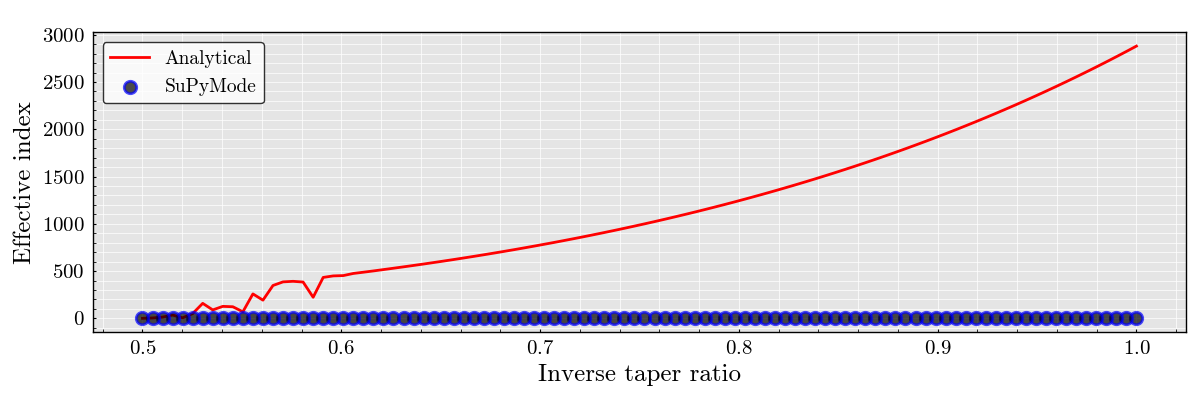 3000
2500
2000
1500
1000
500
0
Effective index
Analytical
SuPyMode
0.5 0.6 0.7 0.8 0.9 1.0
Inverse taper ratio